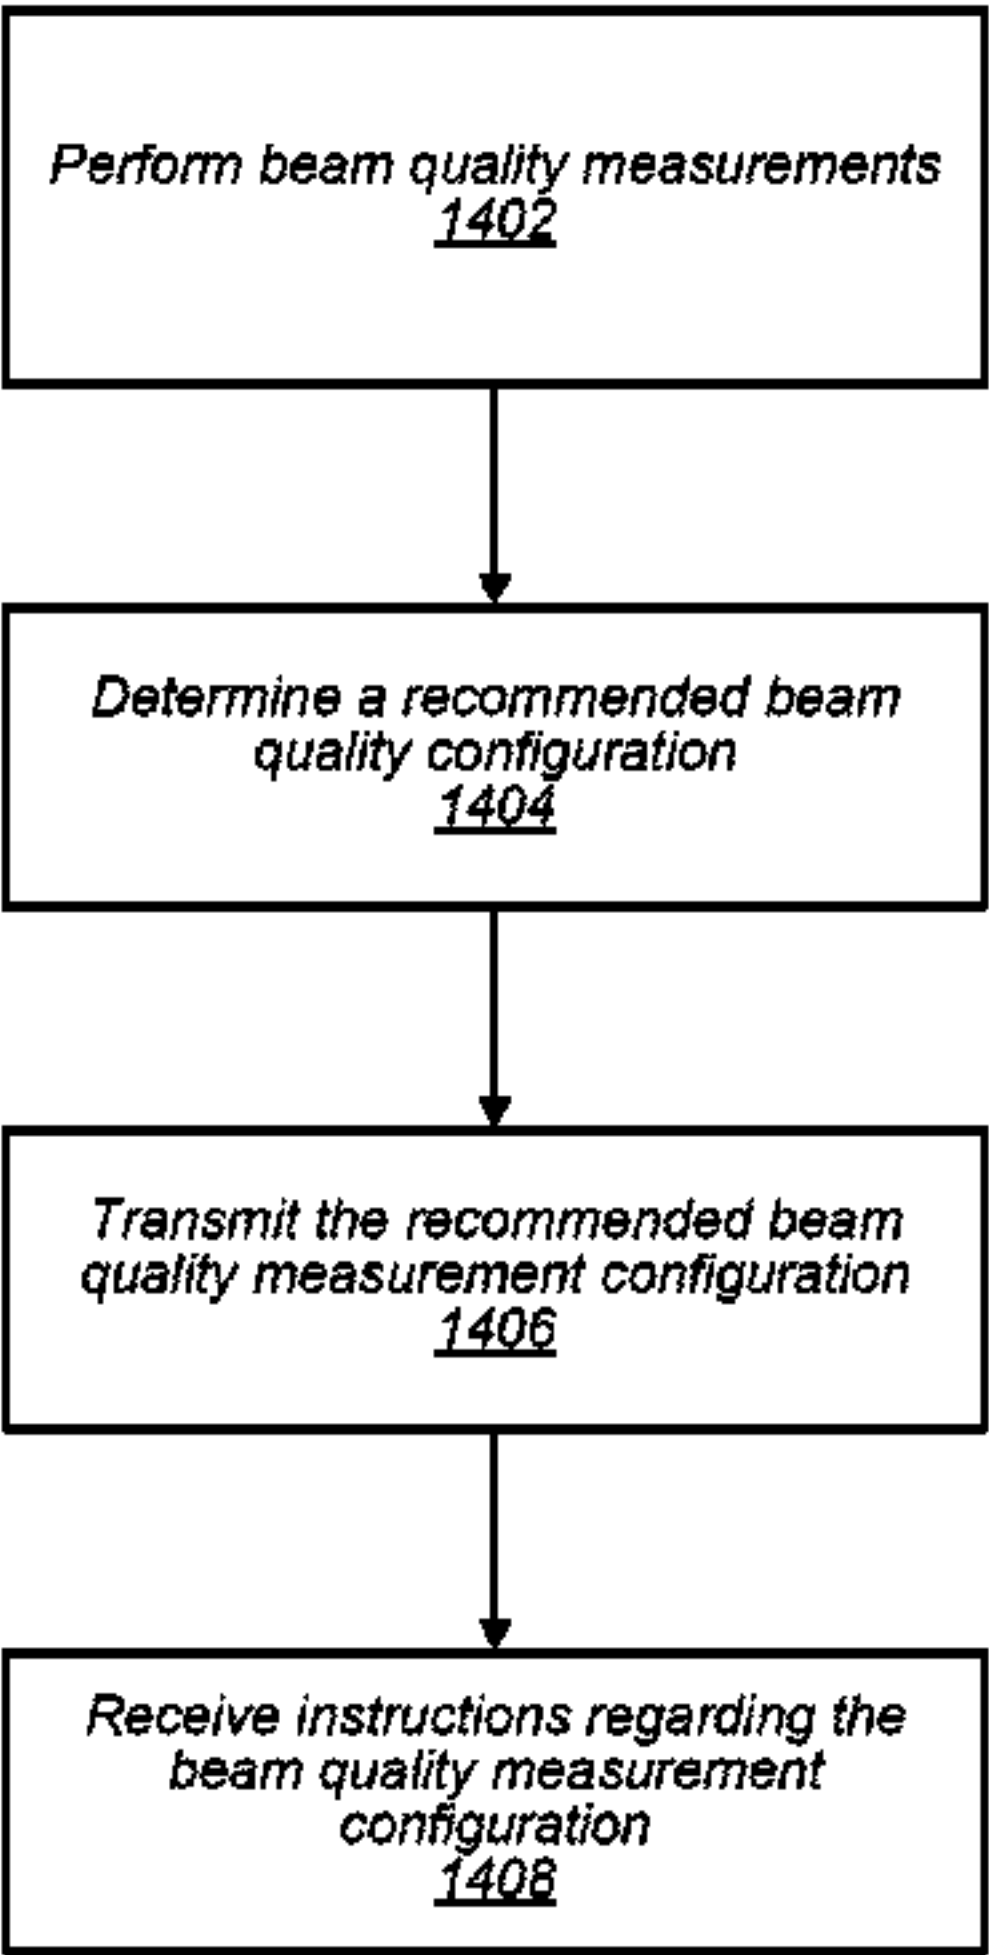 Perform beam quality measurements
1402
Determine a recommended beam
quality configuration
1404
Transmit the recommended beam
quality measurement configuration
1406
Receive instructions regarding the
beam quality measurement
configuration
1408